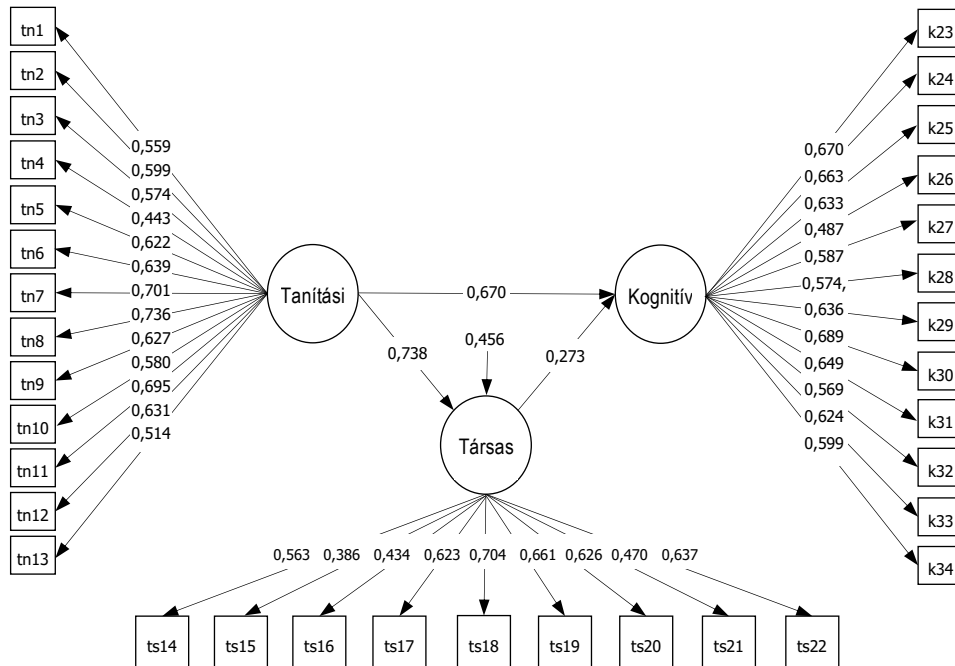 tn1
tn2
tn3
tn4
tn5
tn6
tn7
tn8
tn9
tn10
tn11
tn12
tn13
0,559
0,599
0,574
0,443
0,622
0,639
0,701
0,736
0,627
0,580
0,695
0,631
0,514
Tanítási
0,670
Kognitív
0,738
0,456
0,273
Társas
0,670
0,663
0,633
0,487
0,587
0,574,
0,636
0,689
0,649
0,569
0,624
0,599
k23
k24
k25
k26
k27
k28
k29
k30
k31
k32
k33
k34
0,563 0,386 0,434 0,623 0,704 0,661 0,626 0,470 0,637
ts14 ts15 ts16 ts17 ts18 ts19 ts20 ts21 ts22